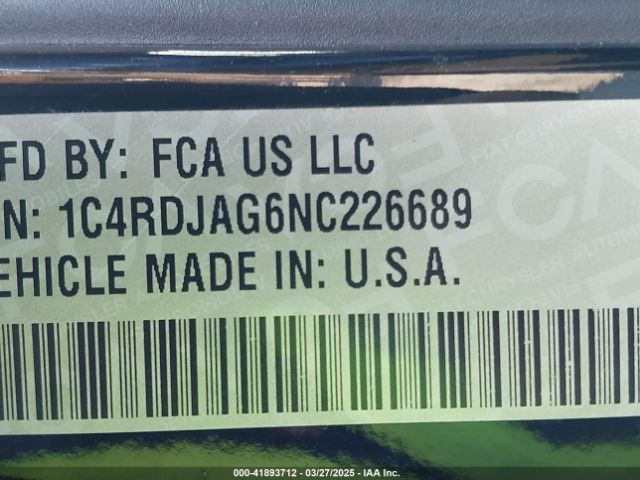 FD BY: FCA US LLC
N: 1C4RDJAG6NC226689
EHICLE MADE IN: U.S.A.
000-41893712 — 03/27/2025 — IAA Inc.